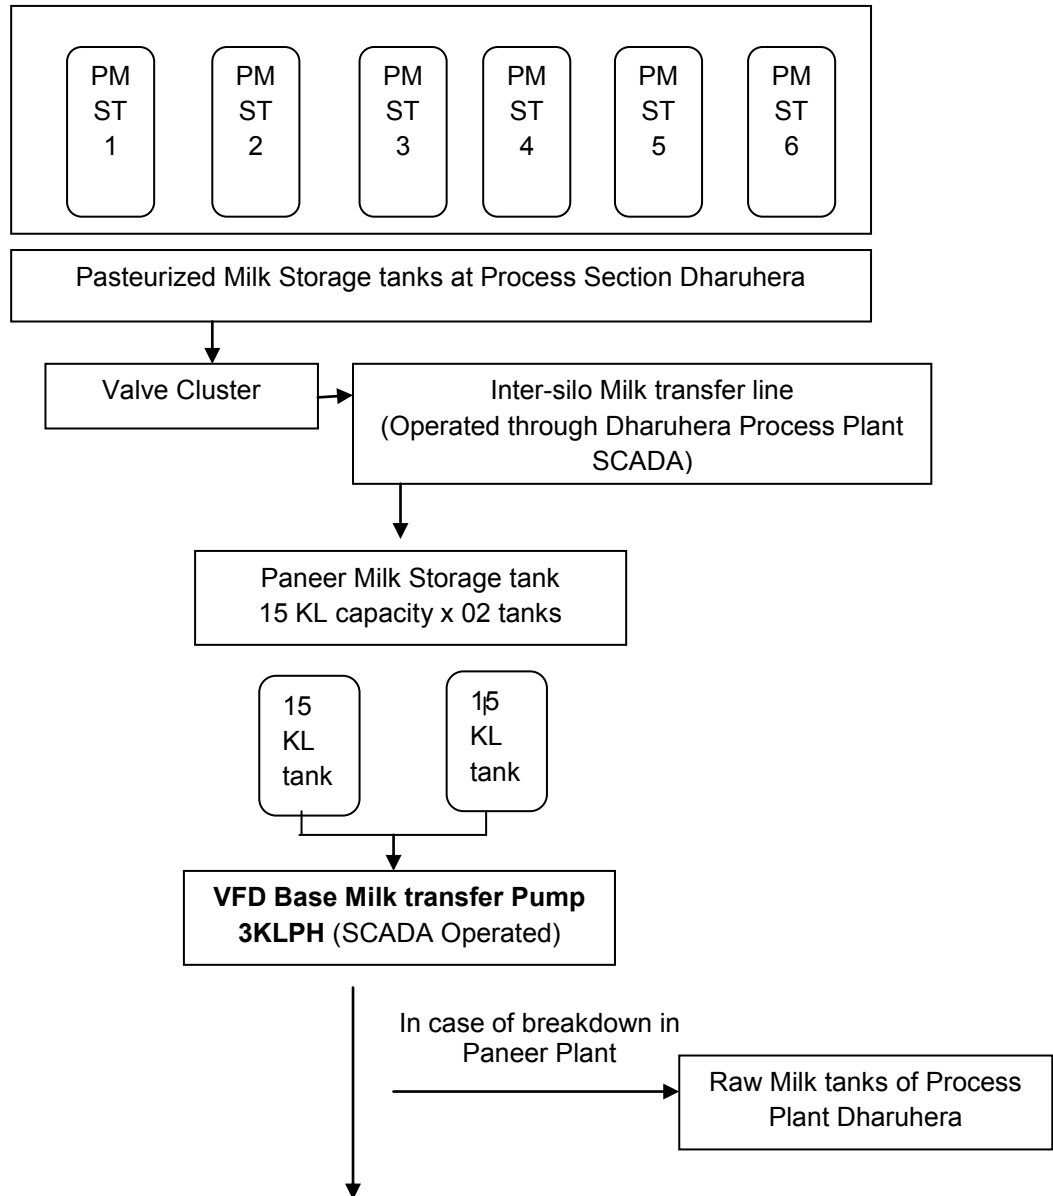 PM
ST
1
PM
ST
2
PM
ST
3
PM
ST
4
PM
ST
5
PM
ST
6
Pasteurized Milk Storage tanks at Process Section Dharuhera
Valve Cluster
Inter-silo Milk transfer line
(Operated through Dharuhera Process Plant
SCADA)
Paneer Milk Storage tank
15 KL capacity x 02 tanks
15
KL
tank
15
KL
tank
VFD Base Milk transfer Pump
3KLPH (SCADA Operated)
In case of breakdown in
Paneer Plant
Raw Milk tanks of Process
Plant Dharuhera